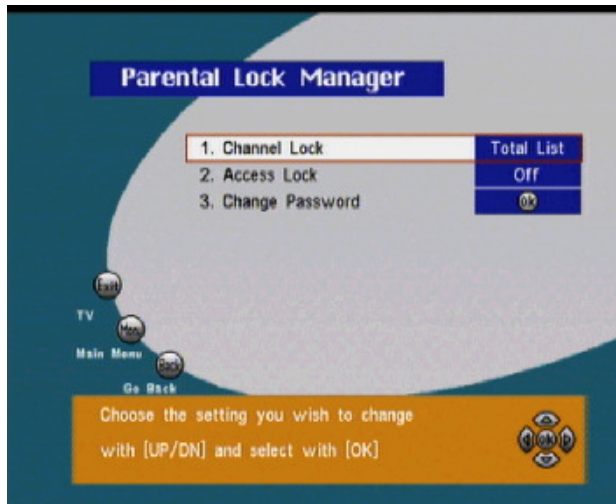 Parental Lock Manager
1. Channel Lock Total List
2. Access Lock Off
3. Change Password ok
Exit
TV
Menu
Main Menu
Back
Go Back
Choose the setting you wish to change
with [UP/DN] and select with [OK]
ok